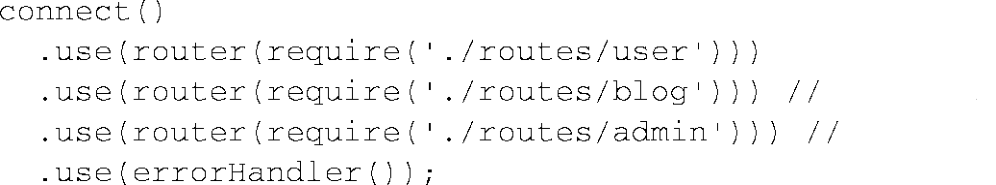 connect()
  .use(router(require('./routes/user')))
  .use(router(require('./routes/blog'))) //
  .use(router(require('./routes/admin'))) //
  .use(errorHandler());